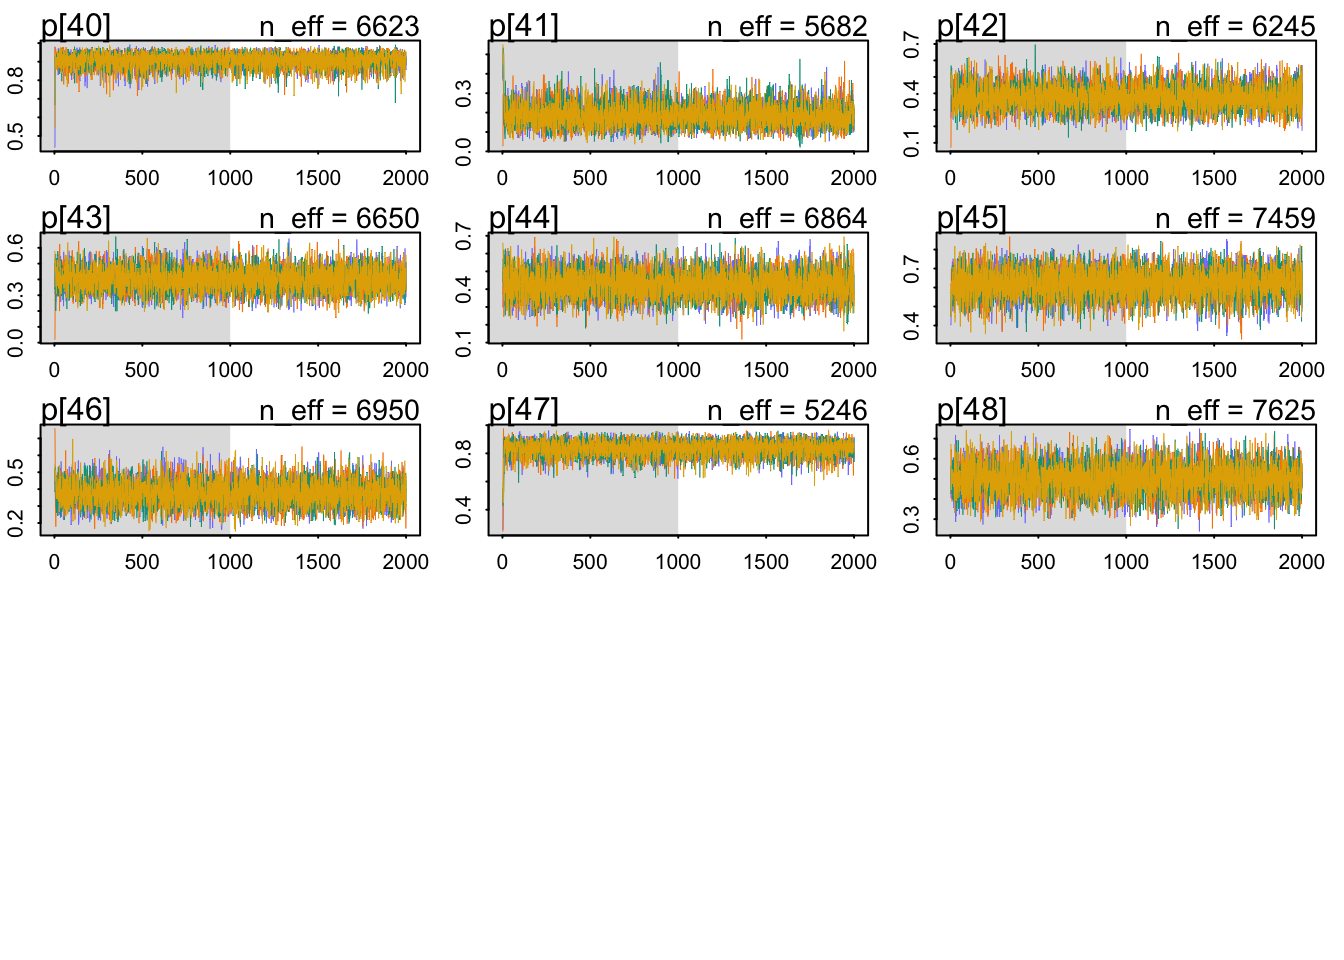 p[40] n_eff = 6623 p[41] n_eff = 5682 p[42] n_eff = 6245
0.5 0.8 0.0 0.3 0.1 0.4 0.7
0 500 1000 1500 2000 0 500 1000 1500 2000 0 500 1000 1500 2000
p[43] n_eff = 6650 p[44] n_eff = 6864 p[45] n_eff = 7459
0.0 0.3 0.6 0.1 0.4 0.7 0.4 0.7
0 500 1000 1500 2000 0 500 1000 1500 2000 0 500 1000 1500 2000
p[46] n_eff = 6950 p[47] n_eff = 5246 p[48] n_eff = 7625
0.2 0.5 0.4 0.8 0.3 0.6
0 500 1000 1500 2000 0 500 1000 1500 2000 0 500 1000 1500 2000